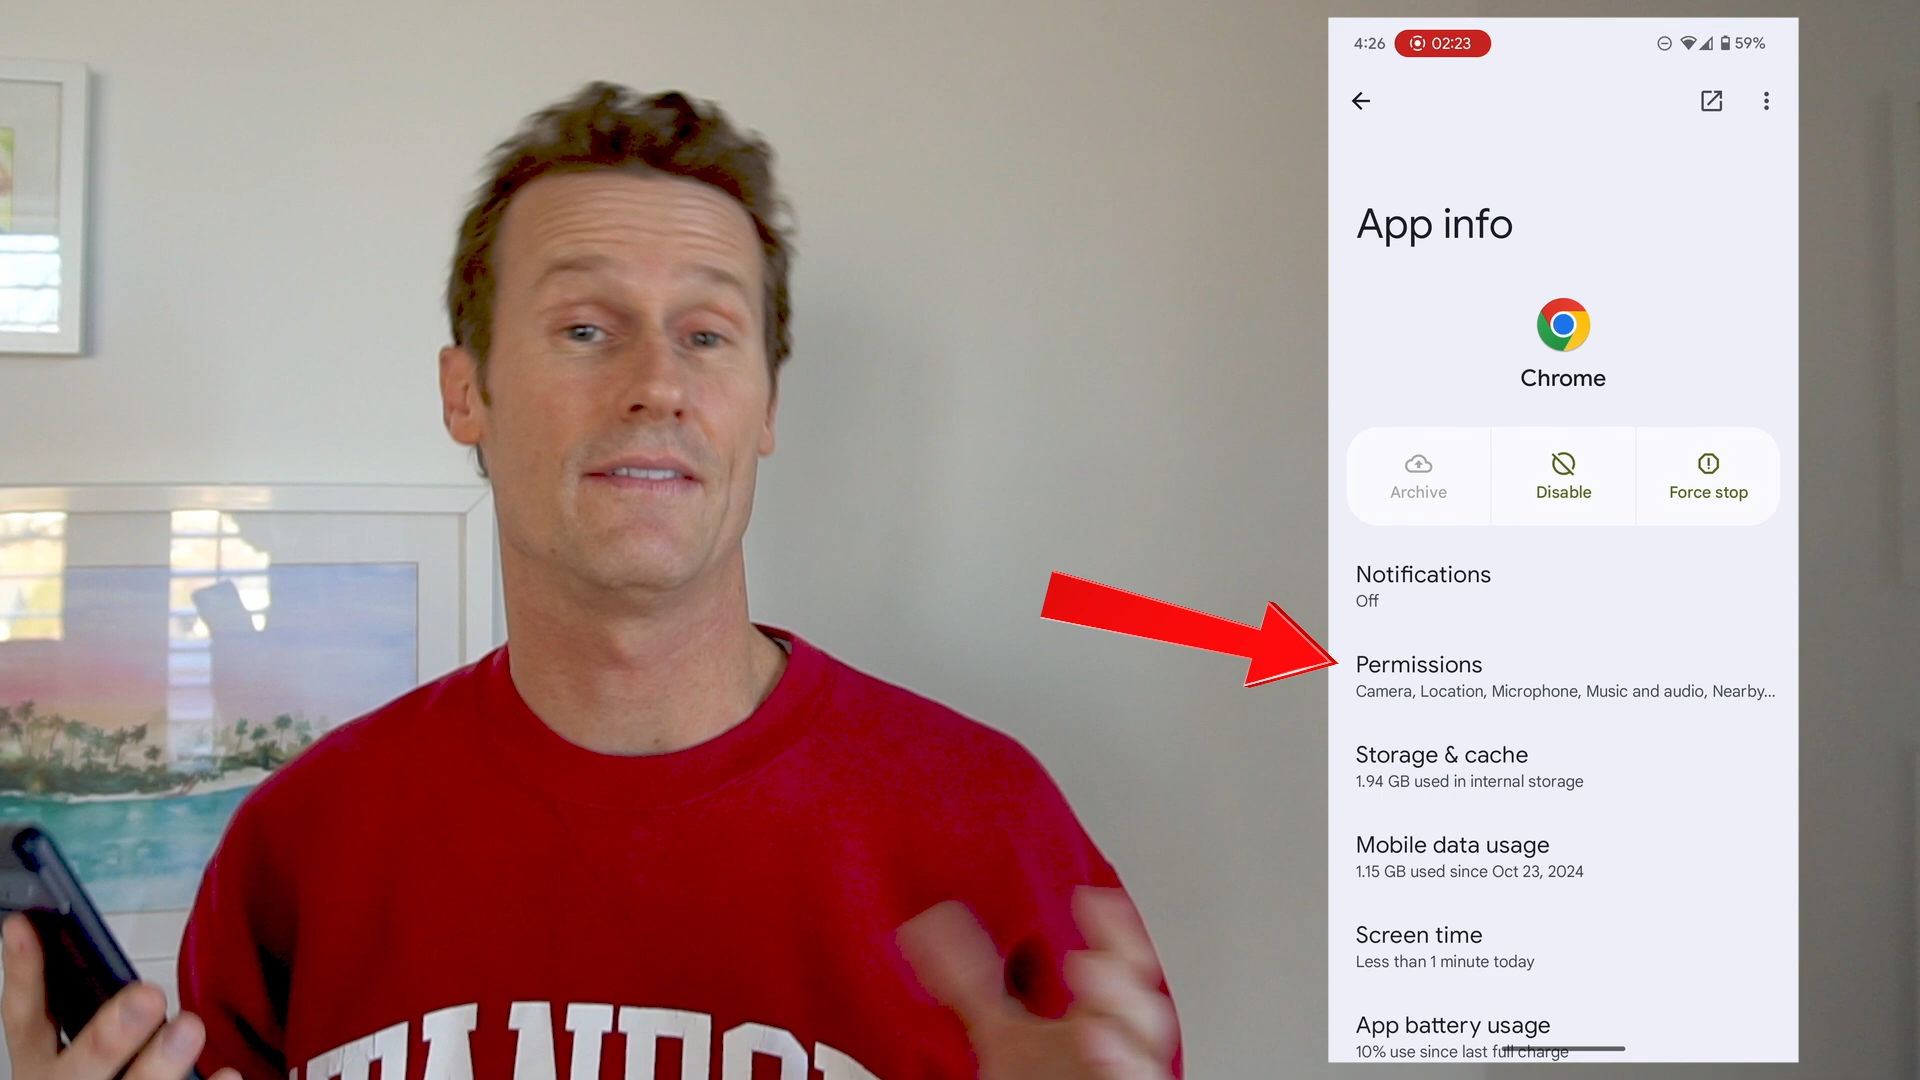 4:26 02:23 59%
App info
Chrome
Archive Disable Force stop
Notifications
Off
Permissions
Camera, Location, Microphone, Music and audio, Nearby...
Storage & cache
1.94 GB used in internal storage
Mobile data usage
1.15 GB used since Oct 23, 2024
Screen time
Less than 1 minute today
App battery usage
10% use since last full charge